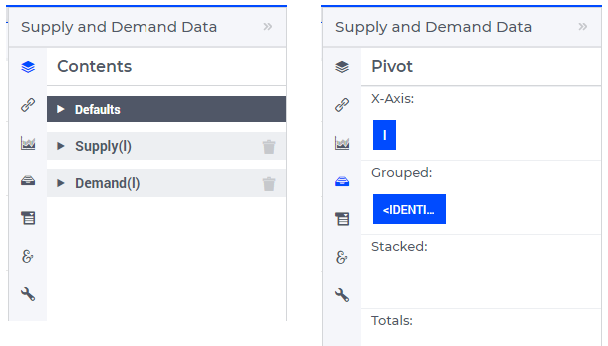 Supply and Demand Data »
Contents
Defaults
Supply(l)
Demand(l)
Supply and Demand Data »
Pivot
X-Axis:
l
Grouped:
<IDENTI...
Stacked:
Totals: